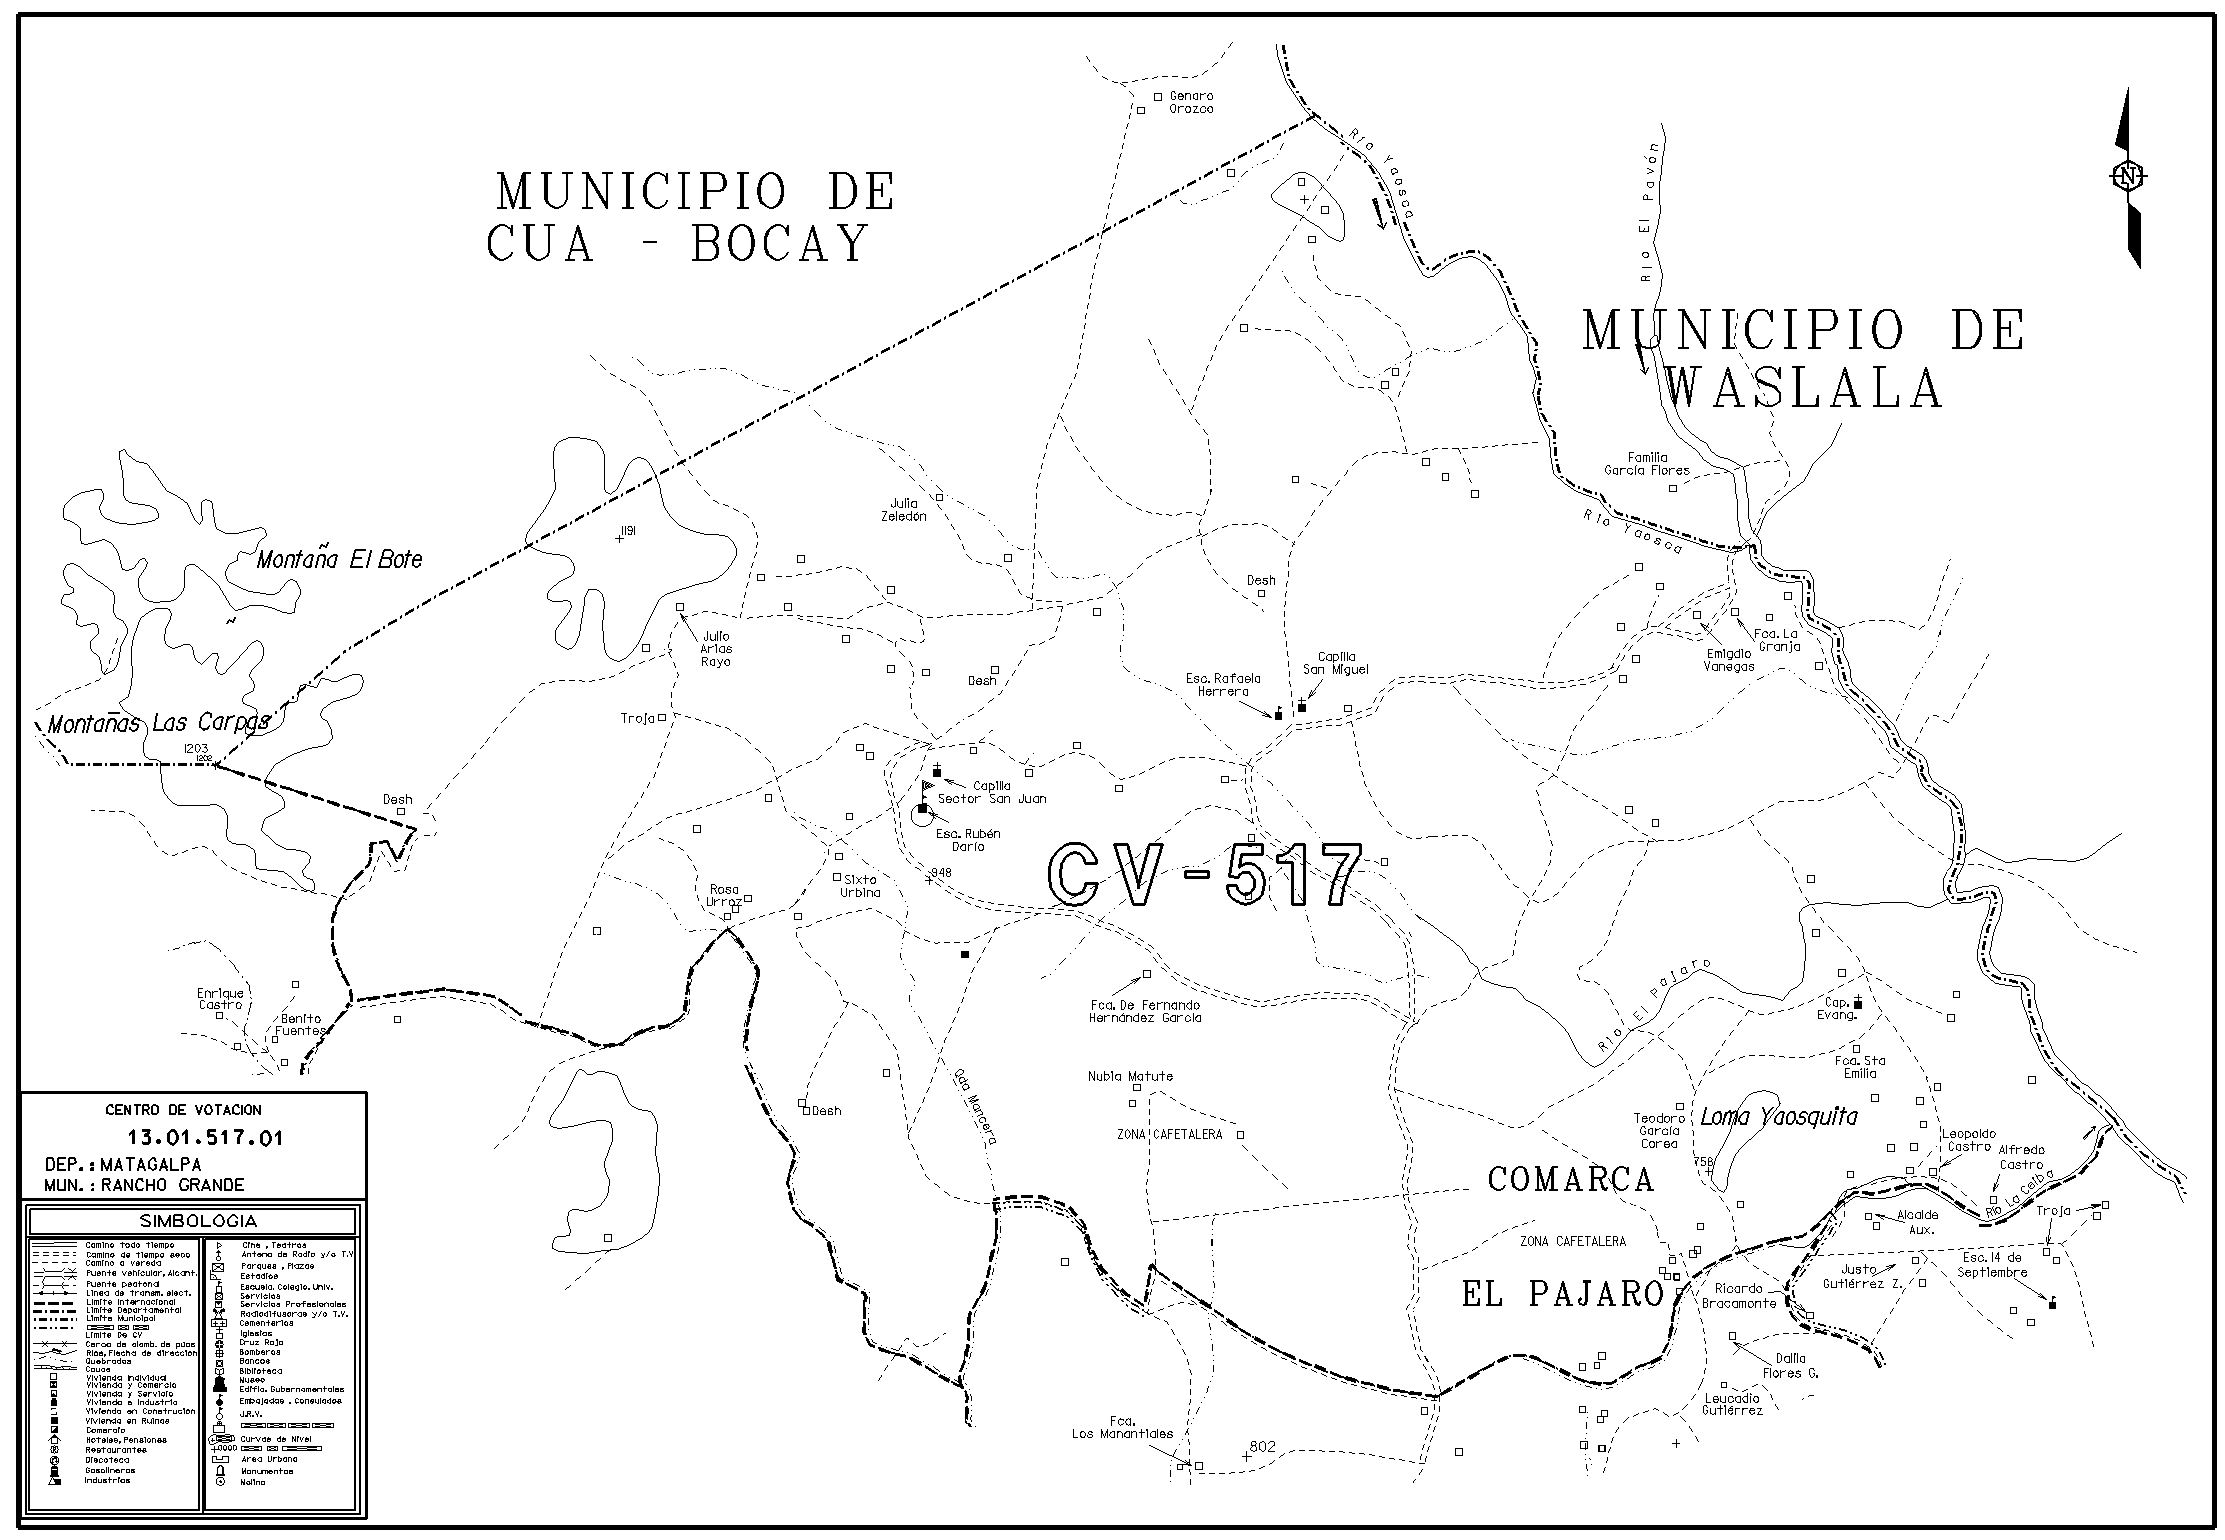 Genaro
Orozco
MUNICIPIO DE
CUA - BOCAY
Río Yaosca
Río El Pavón
N
MUNICIPIO DE
WASLALA
Familia
García Flores
Río Yaosca
Julia
Zeledón
1191
Montaña El Bote
Desh
Julio
Arias
Rayo
Fca. La
Granja
Emigdio
Vanegas
Capilla
San Miguel
Esc. Rafaela
Herrera
Desh
Troja
Montañas Las Carpas
1203
1202
Desh
Capilla
Sector San Juan
Esc. Rubén
Darío
CV-517
948
Sixto
Urbina
Rosa
Urroz
Río El Pajaro
Enrique
Castro
Benito
Fuentes
Fca. De Fernando
Hernández García
Cap.
Evang.
Fca. Sta
Emilia
Nubia Matute
Qda Mancera
Desh
ZONA CAFETALERA
Teodoro
García
Corea
Loma Yaosquita
758
Leopoldo
Castro
Alfredo
Castro
Río La Ceiba
COMARCA
EL PAJARO
ZONA CAFETALERA
Alcalde
Aux.
Troja
Justo
Gutiérrez Z.
Esc. 14 de
Septiembre
Ricardo
Bracamonte
Dalila
Flores G.
Leucadio
Gutiérrez
Fca.
Los Manantiales
802
CENTRO DE VOTACION
13.01.517.01
DEP.: MATAGALPA
MUN.: RANCHO GRANDE
SIMBOLOGIA
Camino todo tiempo
Camino de tiempo seco
Camino o vereda
Puente vehicular, Alcant.
Puente peatonal
Linea de transm. elect.
Limite Internacional
Limite Departamental
Limite Municipal
Limite De CV
Cerco de alamb. de púas
Rios, Flecha de dirección
Quebradas
Cauce
Vivienda Individual
Vivienda y Comercio
Vivienda y Servicio
Vivienda e Industria
Vivienda en Construcion
Vivienda en Ruinas
Comercio
Hoteles, Pensiones
Restaurantes
Discoteca
Gasolineras
Industrias
Cine , Teatros
Antena de Radio y/o T.V
Parques , Plazas
Estadios
Escuela, Colegio, Univ.
Servicios
Servicios Profesionales
Radiodifusoras y/o T.V.
Cementerios
Iglesias
Cruz Roja
Bomberos
Bancos
Biblioteca
Museo
Edific. Gubernamentales
Embajadas , Consulados
J.R.V.
Curvas de Nivel
Area Urbana
Monumentos
Molino